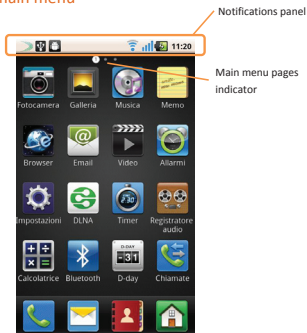 main menu
Notifications panel
11:20
1
Main menu pages
indicator
Fotocamera Galleria Musica Memo
Browser Email Video Allarmi
Impostazioni DLNA Timer Registratore
audio
D-DAY
-31
Calcolatrice Bluetooth D-day Chiamate